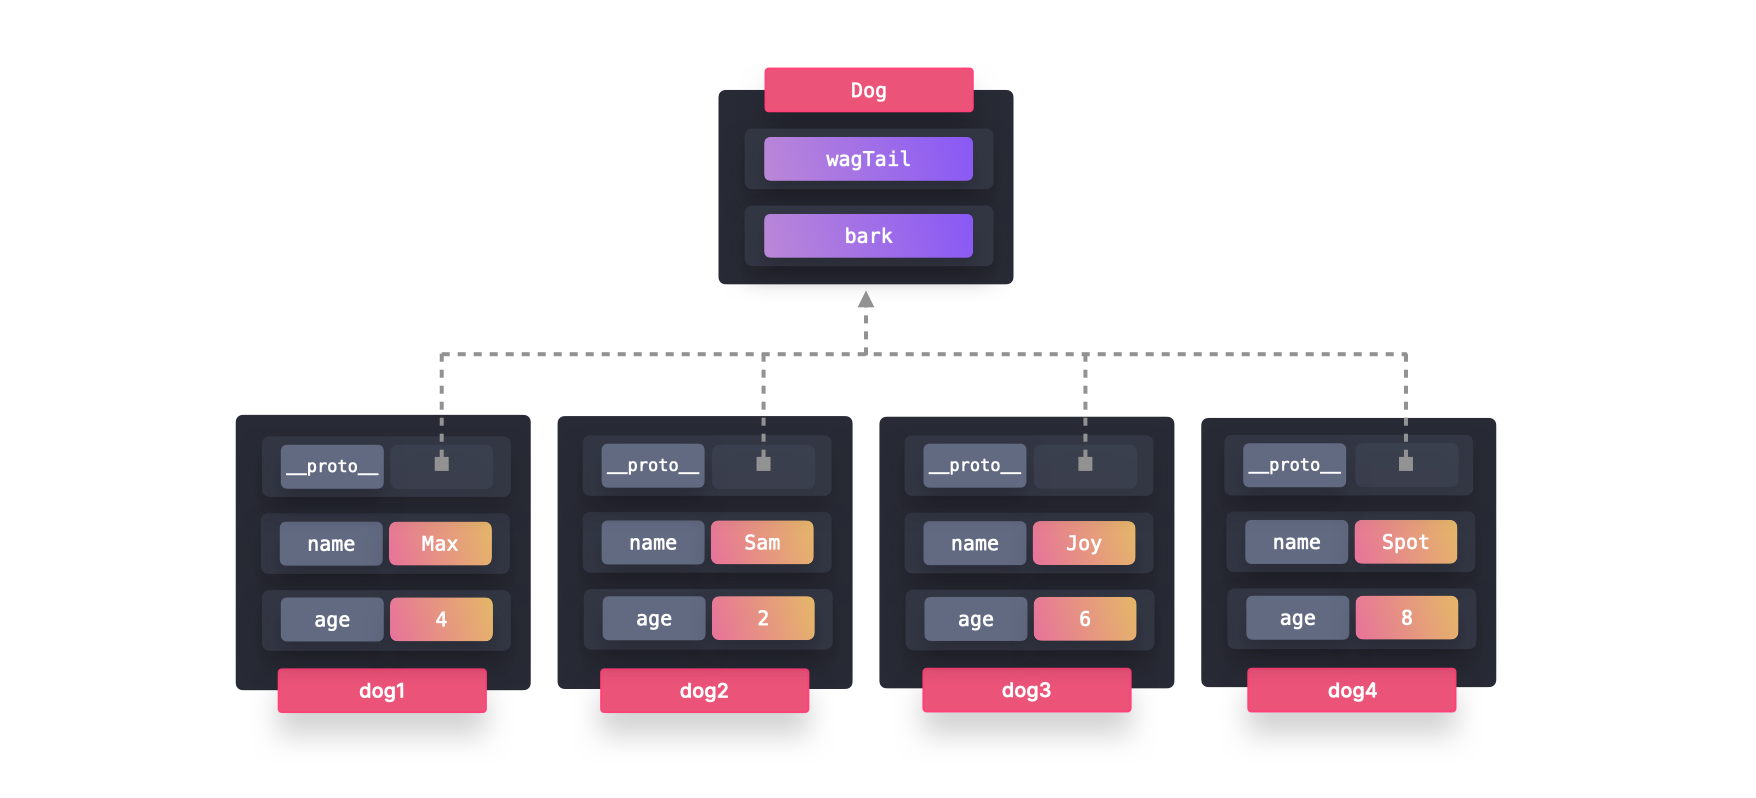 Dog
wagTail
bark
__proto__
name Max
age 4
dog1
__proto__
name Sam
age 2
dog2
__proto__
name Joy
age 6
dog3
__proto__
name Spot
age 8
dog4